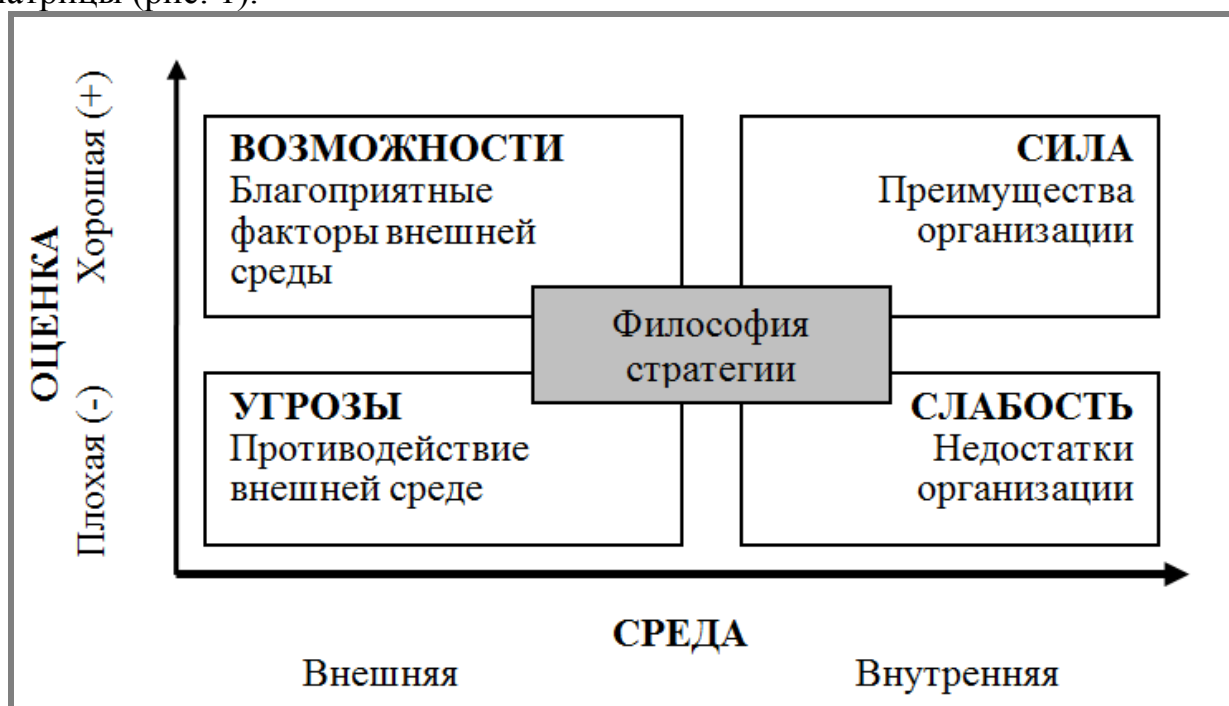 матрицы (рис. 1).
ОЦЕНКА
Хорошая (+)
Плохая (-)
ВОЗМОЖНОСТИ
Благоприятные
факторы внешней
среды
СИЛА
Преимущества
организации
Философия
стратегии
УГРОЗЫ
Противодействие
внешней среде
СЛАБОСТЬ
Недостатки
организации
СРЕДА
Внешняя
Внутренняя